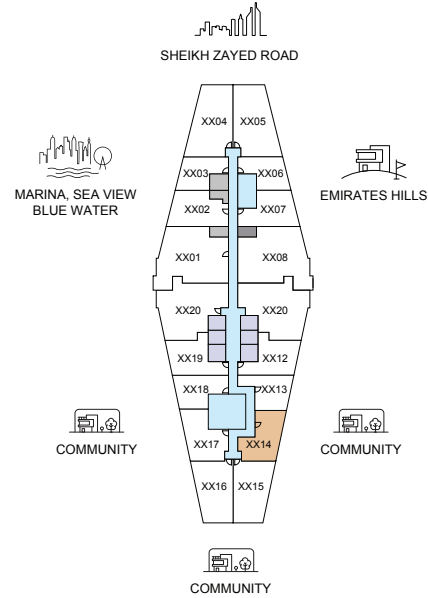 SHEIKH ZAYED ROAD
XX04 XX05
MARINA, SEA VIEW
BLUE WATER
EMIRATES HILLS
XX03 XX06
XX02 XX07
XX01 XX08
XX20 XX20
XX19 XX12
XX18 XX13
XX17 XX14
COMMUNITY
COMMUNITY
XX16 XX15
COMMUNITY